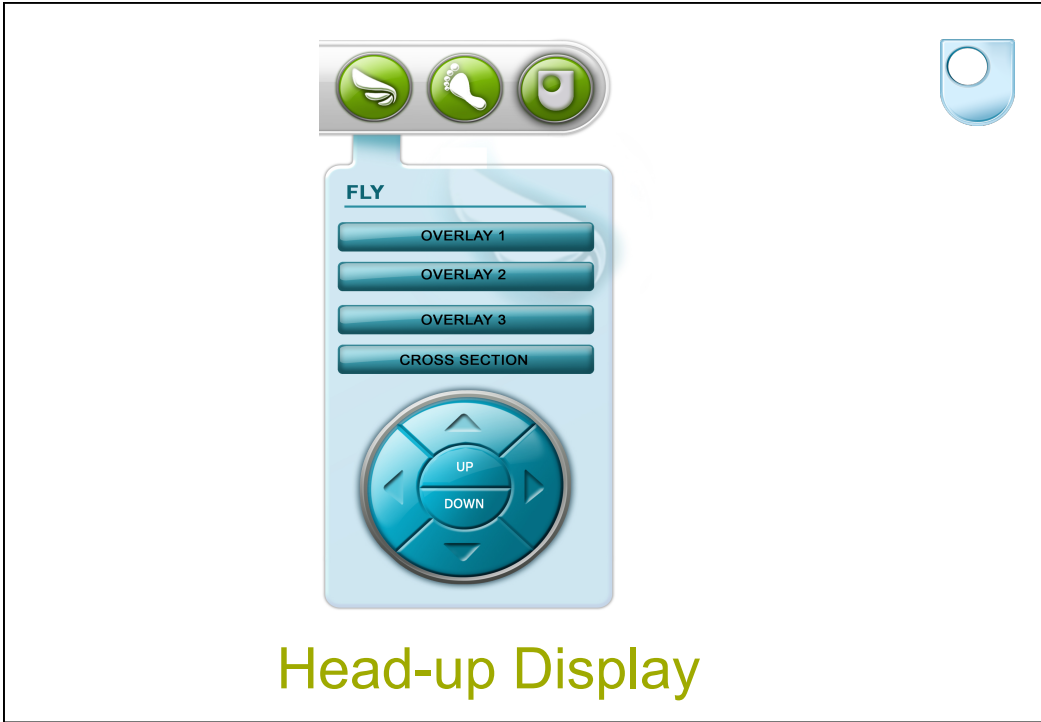 FLY
OVERLAY 1
OVERLAY 2
OVERLAY 3
CROSS SECTION
UP
DOWN
Head-up Display